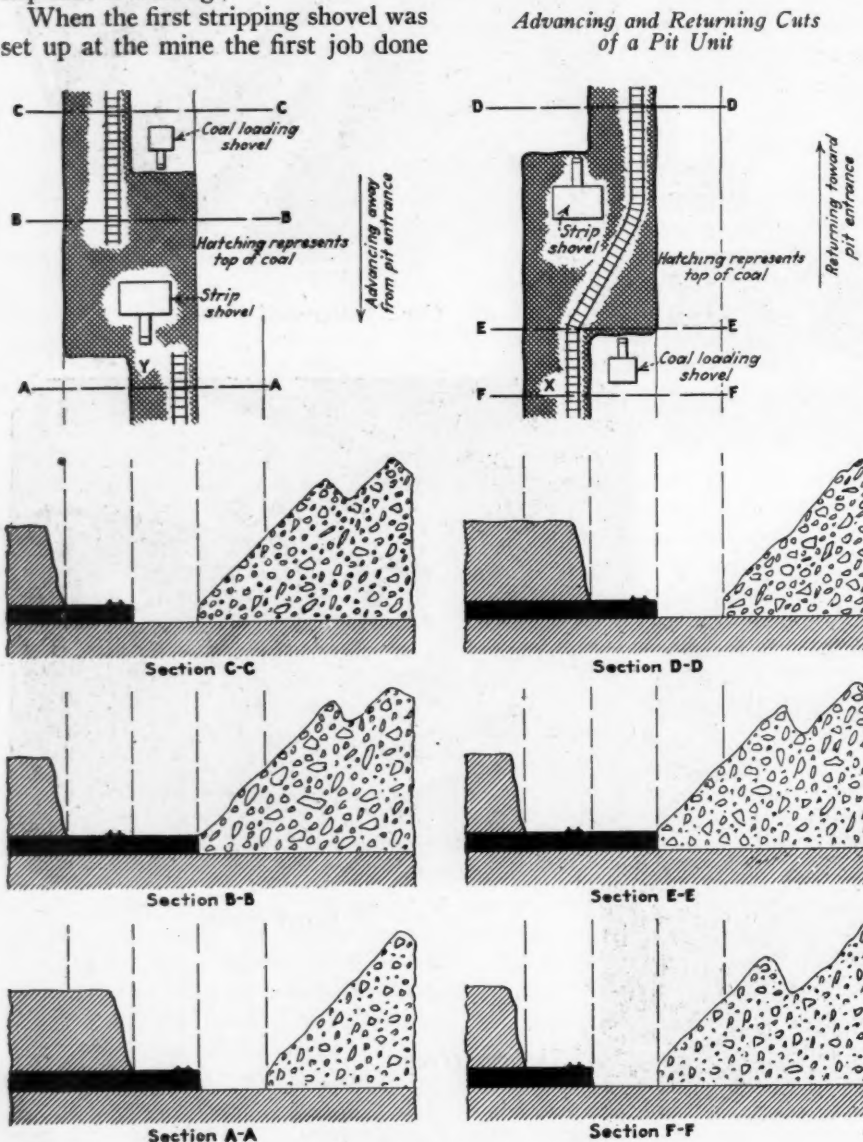 When the first stripping shovel was
set up at the mine the first job done
Advancing and Returning Cuts
of a Pit Unit
C
C
Coal loading
shovel
B
B
Hatching represents
top of coal
Strip
shovel
Y
A
A
Advancing away
from pit entrance
D
D
Strip
shovel
Hatching represents
top of coal
E
E
Coal loading
shovel
X
F
F
Returning toward
pit entrance
Section C-C
Section D-D
Section B-B
Section E-E
Section A-A
Section F-F